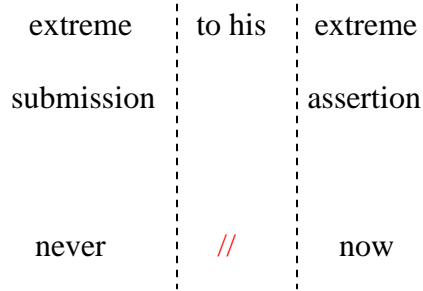 extreme to his extreme
submission assertion
never // now